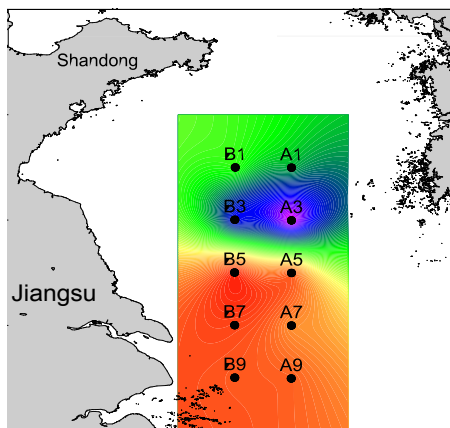 Shandong
B1 A1
B3 A3
B5 A5
Jiangsu
B7 A7
B9 A9